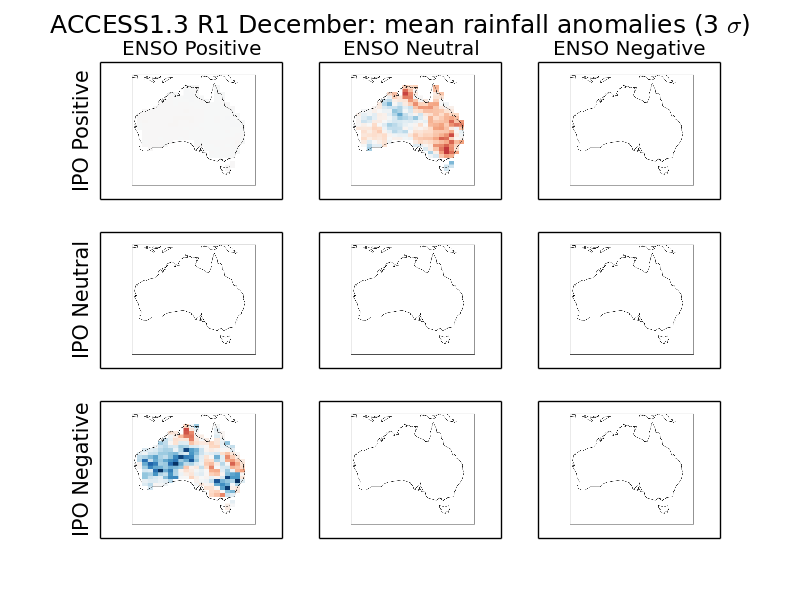 ACCESS1.3 R1 December: mean rainfall anomalies (3 σ)
ENSO Positive
ENSO Neutral
ENSO Negative
IPO Positive
IPO Neutral
IPO Negative